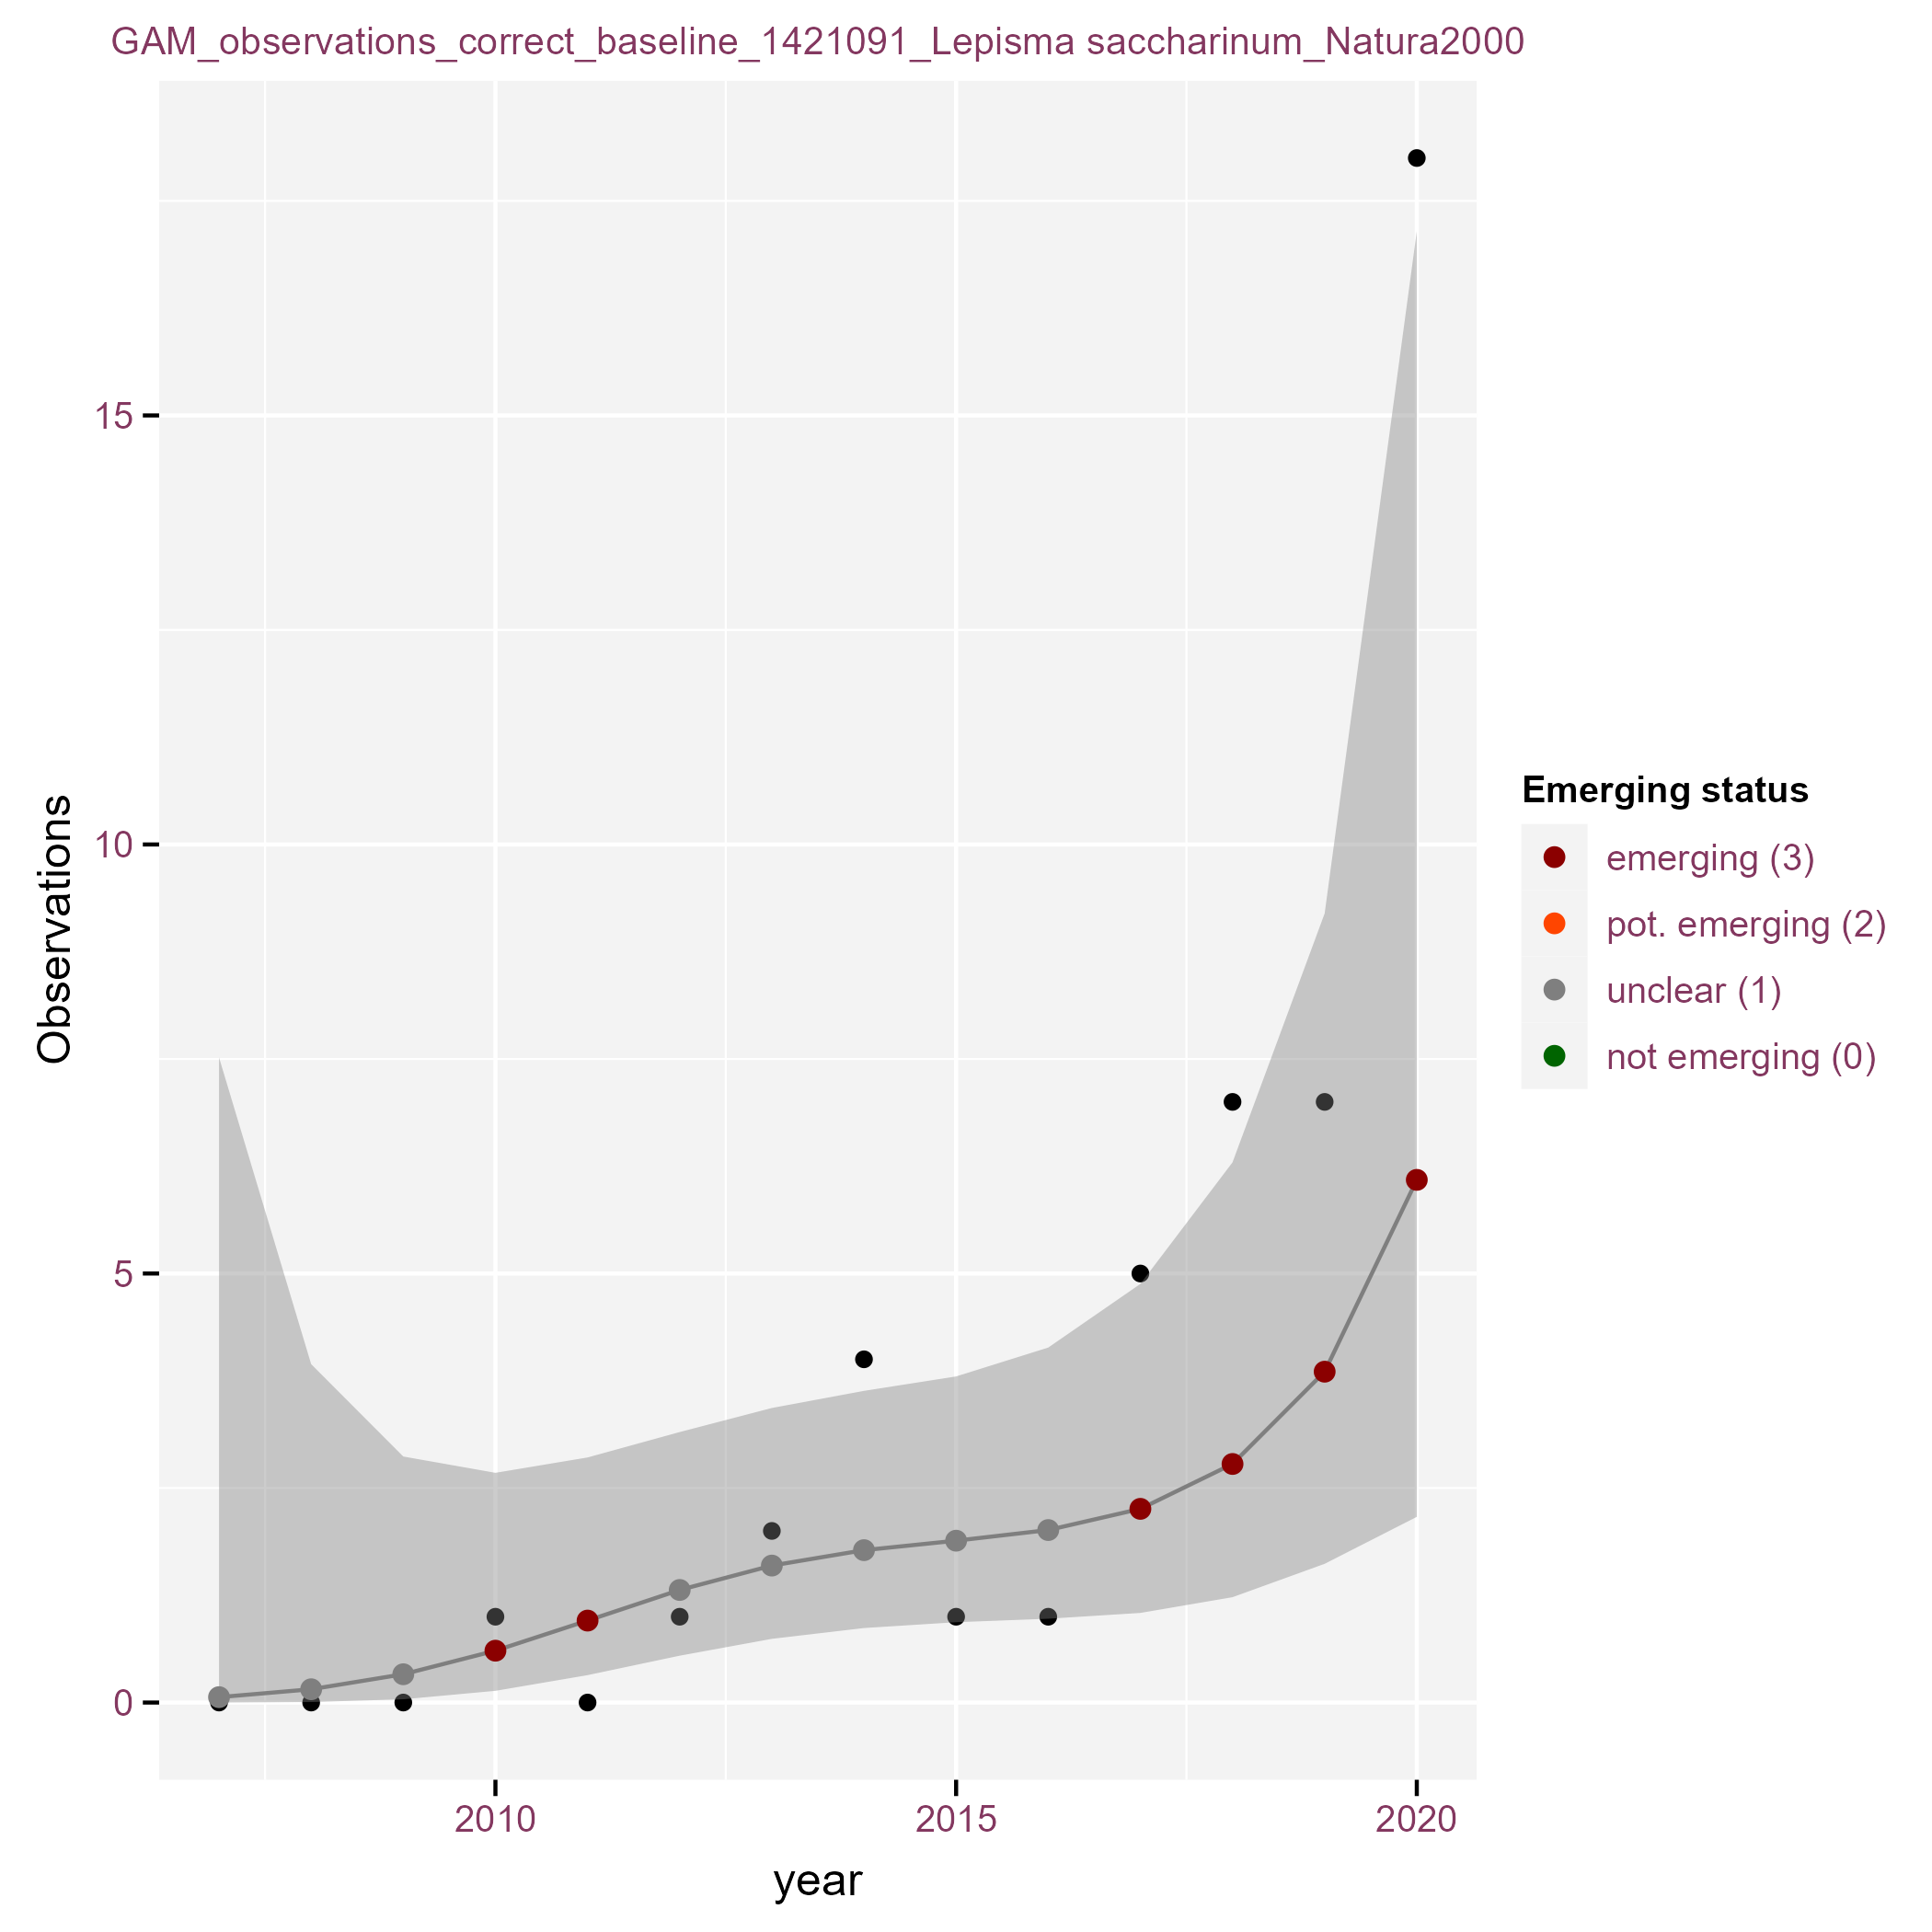 GAM_observations_correct_baseline_1421091_Lepisma saccharinum_Natura2000
Observations
15
10
5
0
2010
2015
2020
year
Emerging status
emerging (3)
pot. emerging (2)
unclear (1)
not emerging (0)